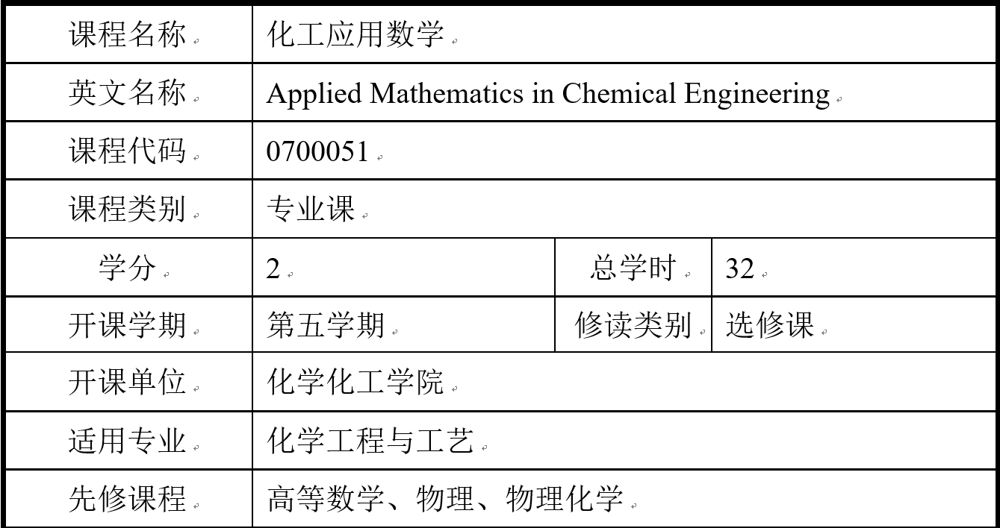 课程名称 化工应用数学
英文名称 Applied Mathematics in Chemical Engineering
课程代码 0700051
课程类别 专业课
学分 2 总学时 32
开课学期 第五学期 修读类别 选修课
开课单位 化学化工学院
适用专业 化学工程与工艺
先修课程 高等数学、物理、物理化学